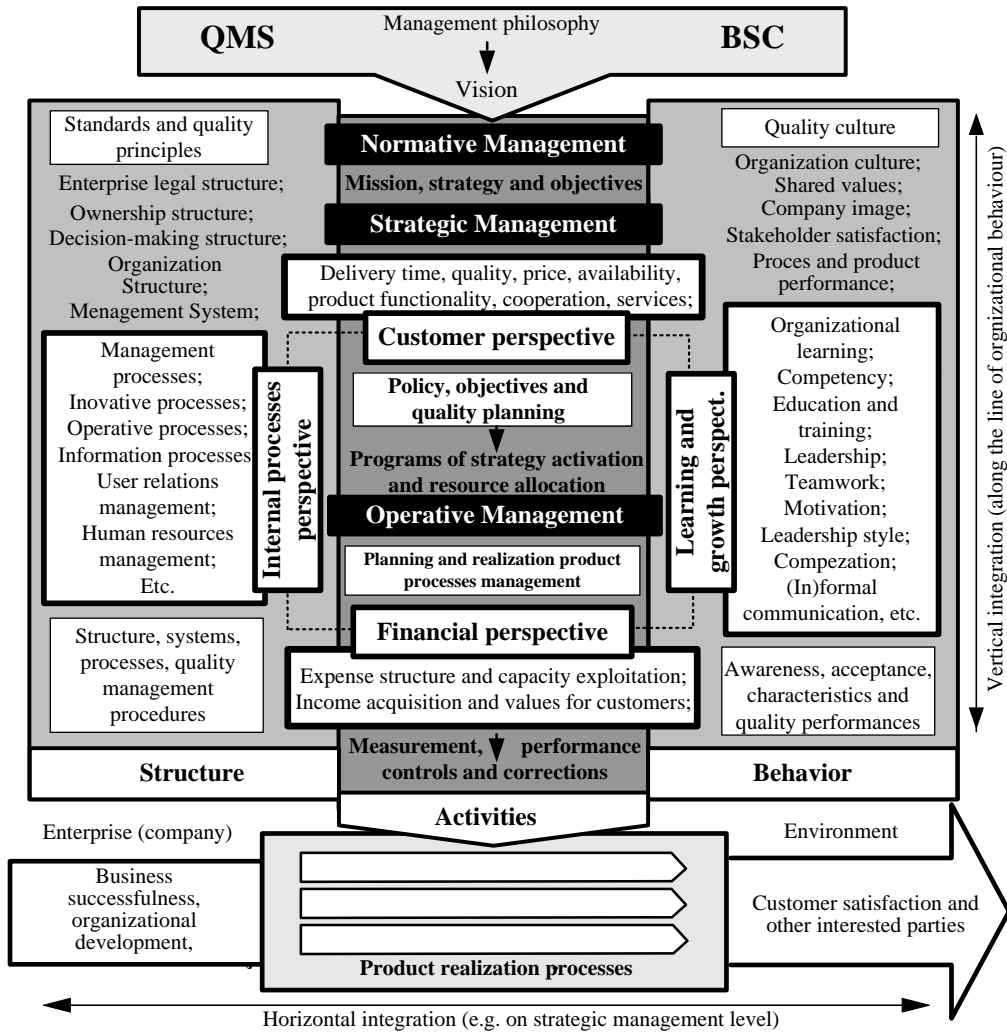 QMS
Management philosophy
BSC
Vision
Standards and quality
principles
Enterprise legal structure;
Ownership structure;
Decision-making structure;
Organization
Structure;
Menagement System;
Management
processes;
Inovative processes;
Operative processes;
Information processes
User relations
management;
Human resources
management;
Etc.
Structure, systems,
processes, quality
management
procedures
Structure
Internal processes
perspective
Normative Management
Mission, strategy and objectives
Strategic Management
Delivery time, quality, price, availability,
product functionality, cooperation, services;
Customer perspective
Policy, objectives and
quality planning
Programs of strategy activation
and resource allocation
Operative Management
Planning and realization product
processes management
Financial perspective
Expense structure and capacity exploitation;
Income acquisition and values for customers;
Measurement, performance
controls and corrections
Activities
Learning and
growth perspect.
Quality culture
Organization culture;
Shared values;
Company image;
Stakeholder satisfaction;
Proces and product
performance;
Organizational
learning;
Competency;
Education and
training;
Leadership;
Teamwork;
Motivation;
Leadership style;
Compezation;
(In)formal
communication, etc.
Awareness, acceptance,
characteristics and
quality performances
Behavior
Vertical integration (along the line of orgnizational behaviour)
Enterprise (company)
Business
successfulness,
organizational
development,
Product realization processes
Environment
Customer satisfaction and
other interested parties
Horizontal integration (e.g. on strategic management level)